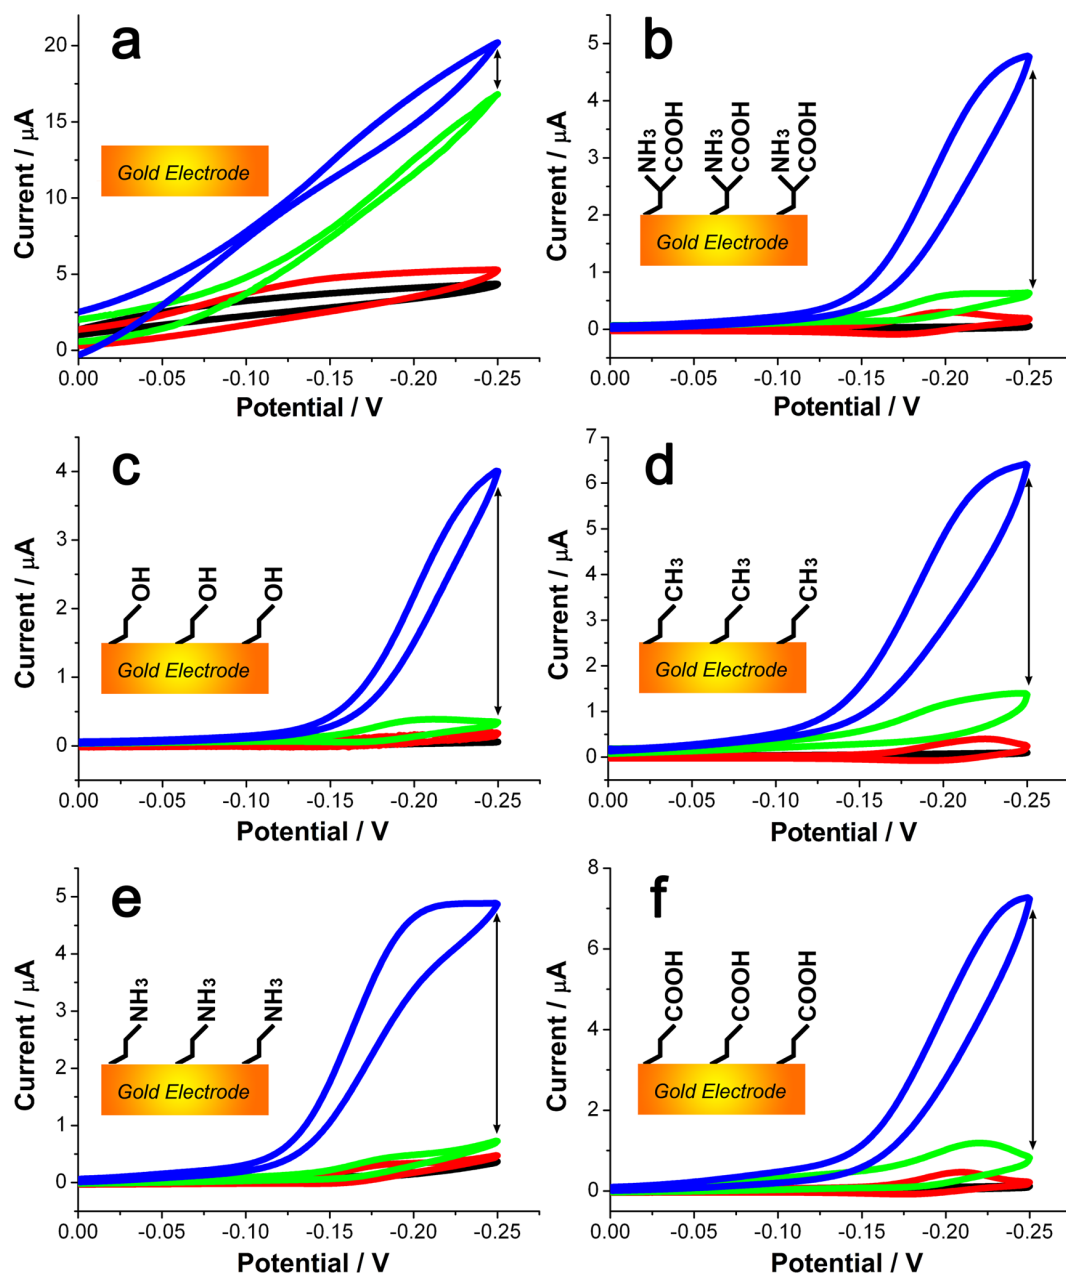 a
Current / μA
20
15
10
5
0
Gold Electrode
0.00 -0.05 -0.10 -0.15 -0.20 -0.25
Potential / V
b
Current / μA
5
4
3
2
1
0
NH3 COOH NH3 COOH NH3 COOH
Gold Electrode
0.00 -0.05 -0.10 -0.15 -0.20 -0.25
Potential / V
c
Current / μA
4
3
2
1
0
OH OH OH
Gold Electrode
0.00 -0.05 -0.10 -0.15 -0.20 -0.25
Potential / V
d
Current / μA
7
6
5
4
3
2
1
0
CH3 CH3 CH3
Gold Electrode
0.00 -0.05 -0.10 -0.15 -0.20 -0.25
Potential / V
e
Current / μA
5
4
3
2
1
0
NH3 NH3 NH3
Gold Electrode
0.00 -0.05 -0.10 -0.15 -0.20 -0.25
Potential / V
f
Current / μA
8
6
4
2
0
COOH COOH COOH
Gold Electrode
0.00 -0.05 -0.10 -0.15 -0.20 -0.25
Potential / V